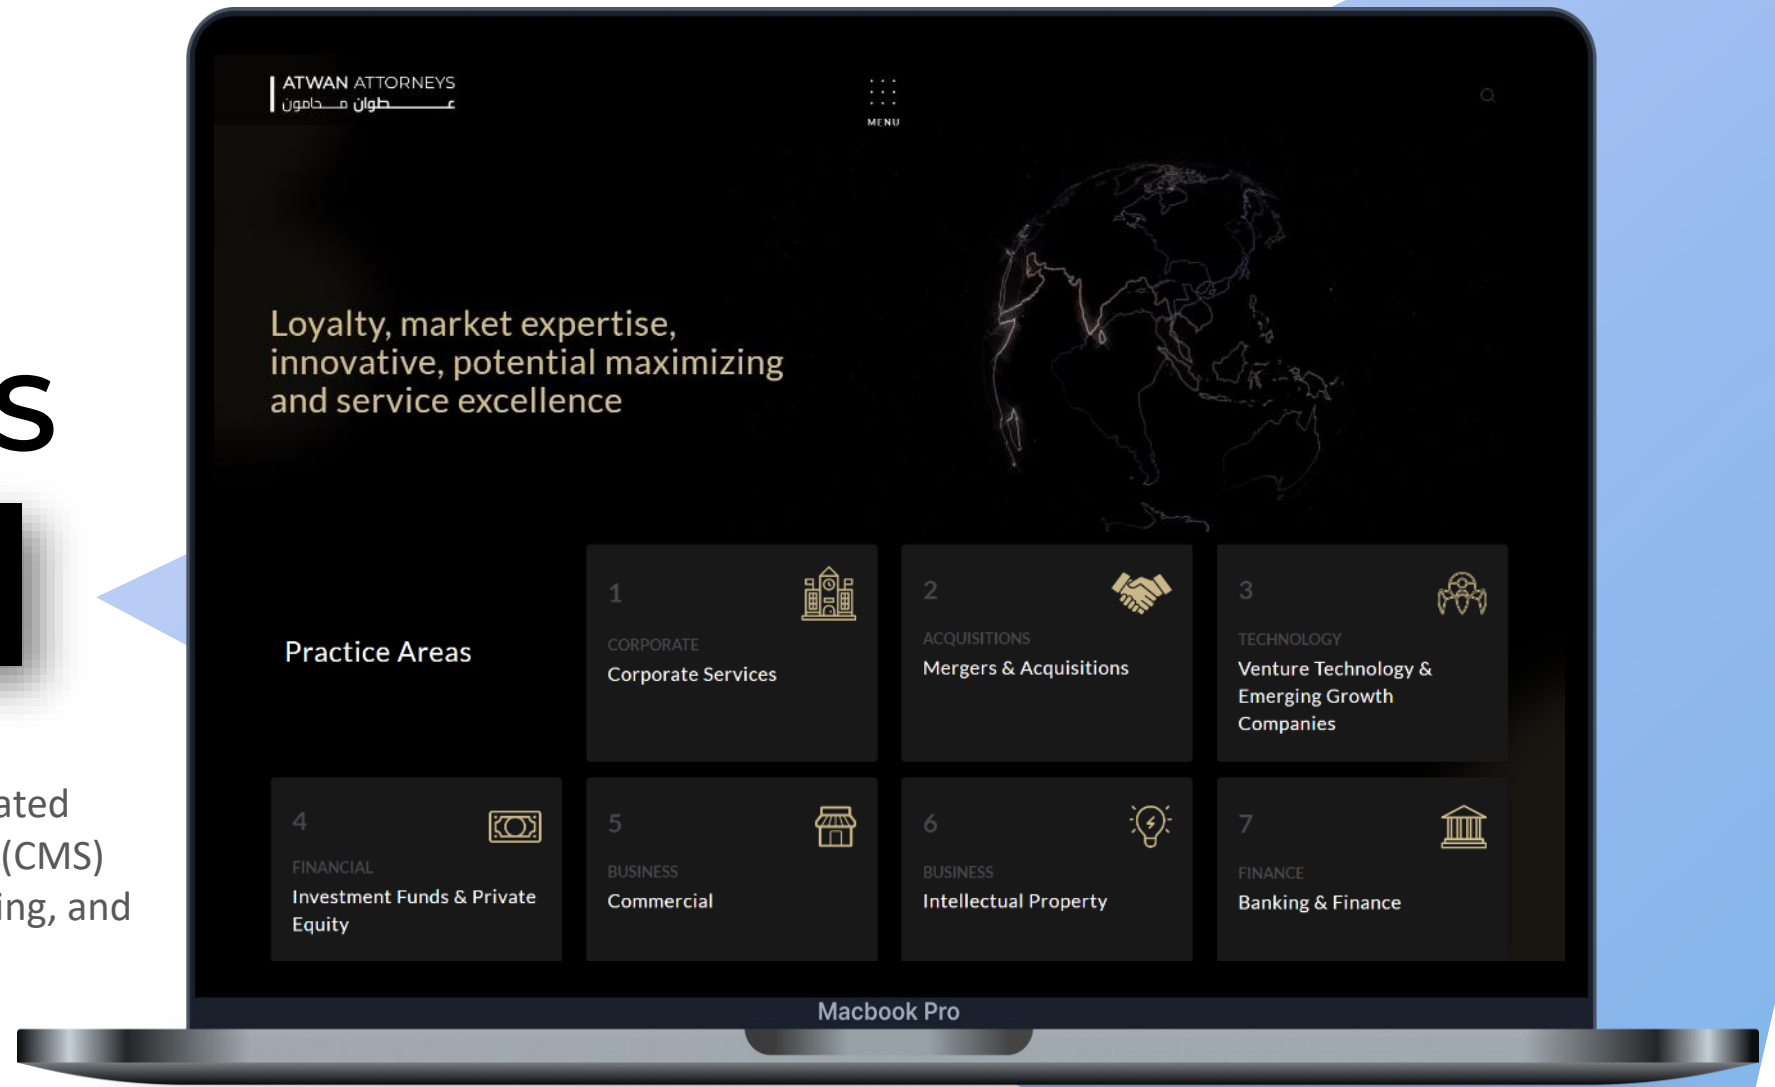 ATWAN ATTORNEYS
عطوان محامون
MENU
Loyalty, market expertise,
innovative, potential maximizing
and service excellence
Practice Areas
1
CORPORATE
Corporate Services
2
ACQUISITIONS
Mergers & Acquisitions
3
TECHNOLOGY
Venture Technology &
Emerging Growth
Companies
4
FINANCIAL
Investment Funds & Private
Equity
5
BUSINESS
Commercial
6
BUSINESS
Intellectual Property
7
FINANCE
Banking & Finance
Macbook Pro
s
ated
(CMS)
ing, and